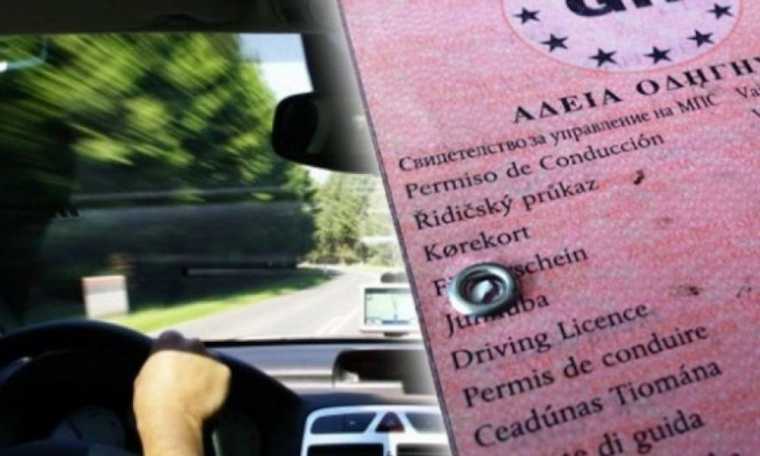 GR
ΑΔΕΙΑ ΟΔΗΓΗ
Свидетелство за управление на МПС
Permiso de Conducción
Řidičský průkaz
Kørekort
schein
Driving Licence
Permis de conduire
Ceadúnas Tiomána
di guida